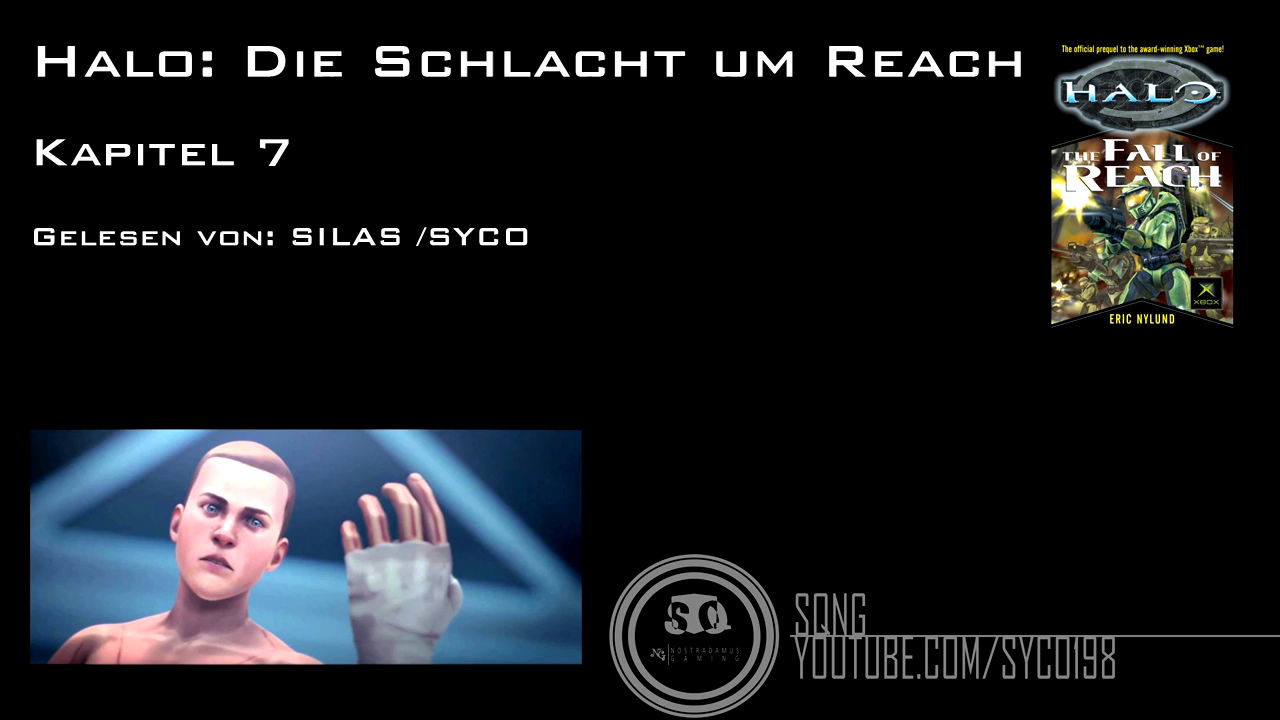 Halo: Die Schlacht um Reach
Kapitel 7
Gelesen von: SILAS /SYCO
The official prequel to the award-winning Xbox™ game!
HALO
THE FALL OF
REACH
XBOX
ERIC NYLUND
SQ
NG NOSTRADAMUS
GAMING
SQNG
YOUTUBE.COM/SYCO198